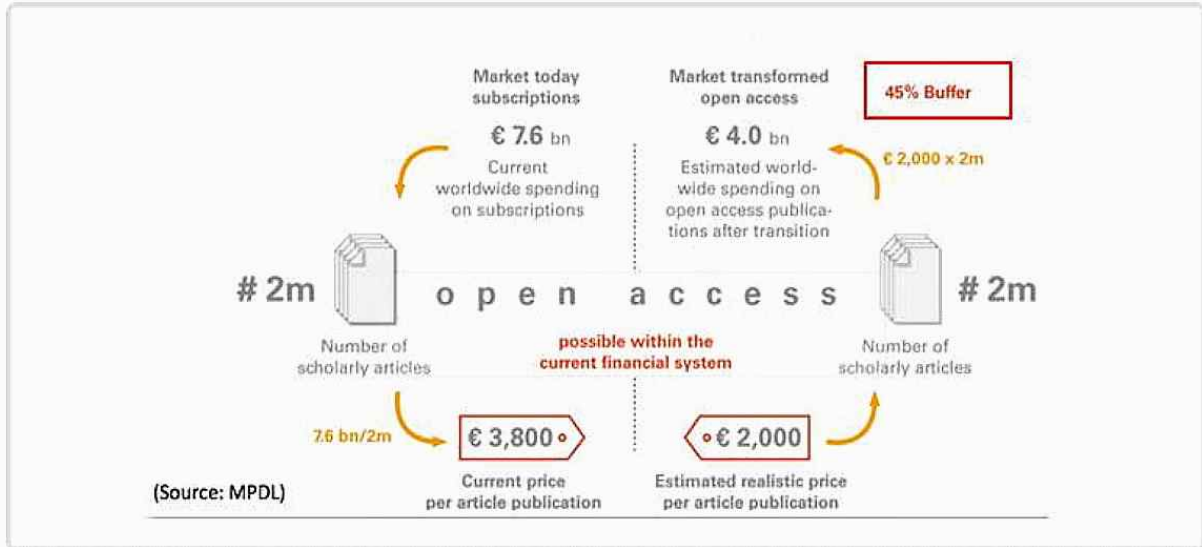 Market today
subscriptions
€ 7.6 bn
Current
worldwide spending
on subscriptions
Market transformed
open access
€ 4.0 bn
Estimated world-
wide spending on
open access publica-
tions after transition
45% Buffer
€ 2,000 x 2m
# 2m
open access
# 2m
Number of
scholarly articles
possible within the
current financial system
Number of
scholarly articles
7.6 bn/2m
€ 3,800
€ 2,000
Current price
per article publication
Estimated realistic price
per article publication
(Source: MPDL)